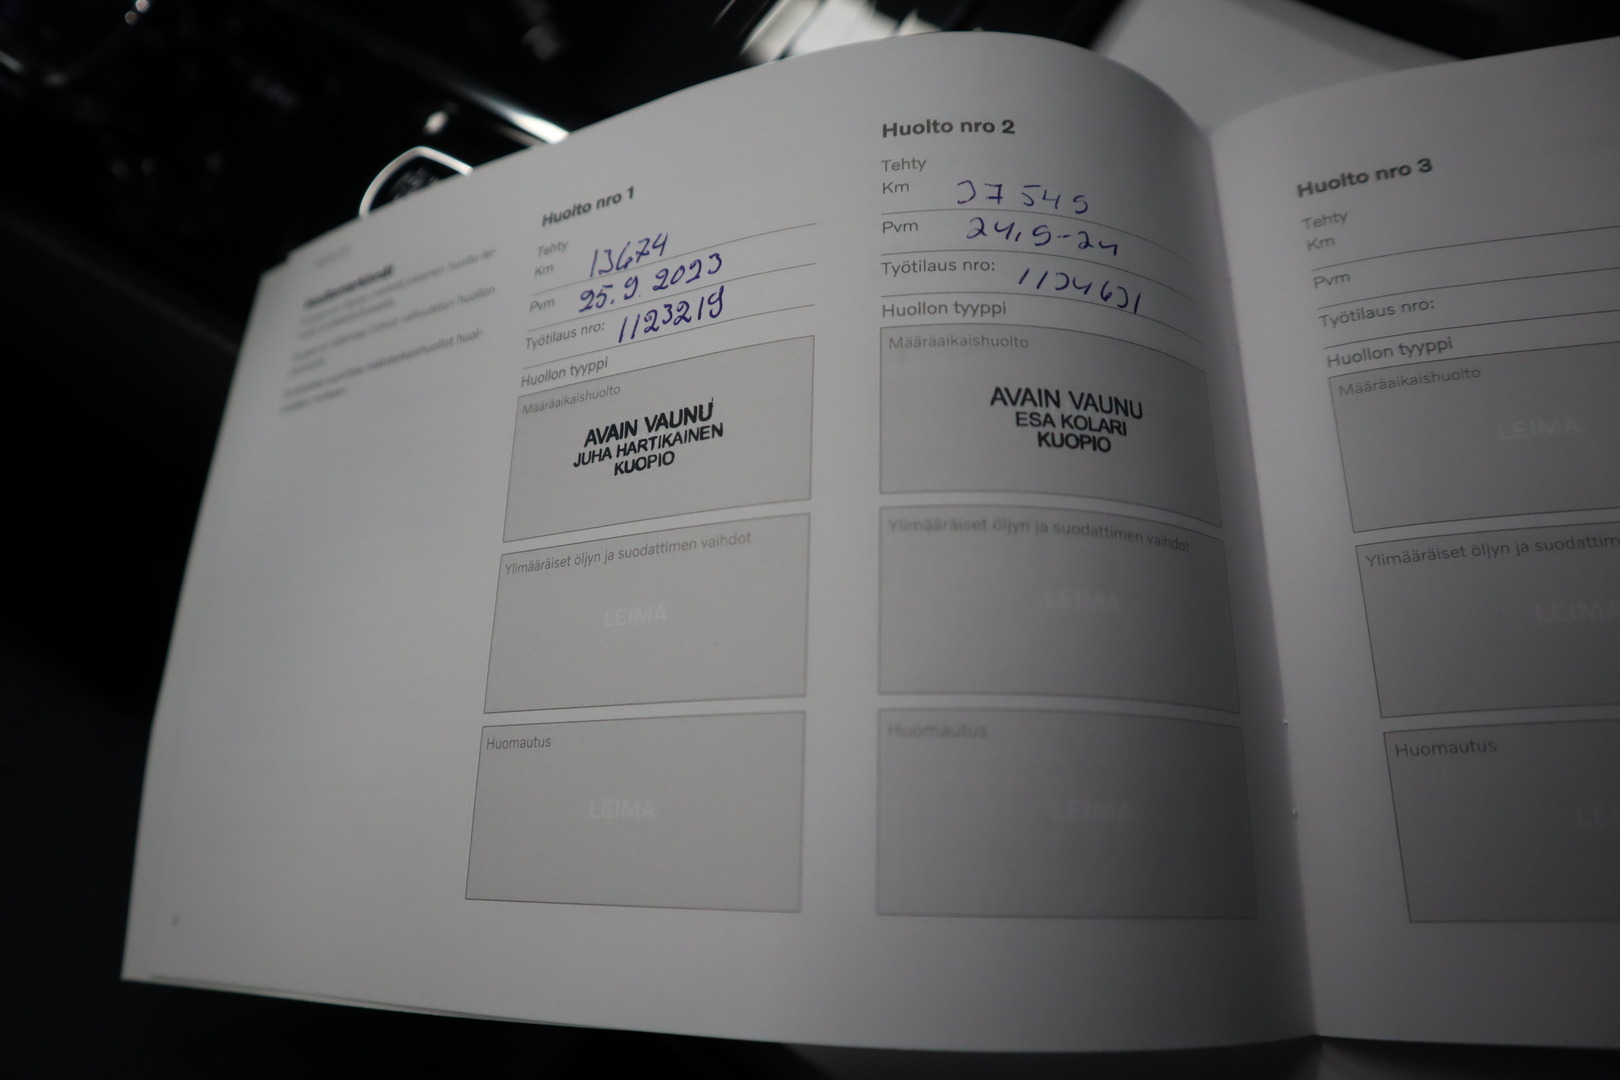 Huolto nro 1
Tehty
Km 13674
Pvm 25.9.2023
Työtilaus nro: 1123219
Huollon tyyppi
Määräaikaishuolto
AVAIN VAUNU
JUHA HARTIKAINEN
KUOPIO
Ylimääräiset öljyn ja suodattimen vaihdot
LEIMA
Huomautus
LEIMA
Huolto nro 2
Tehty
Km 37549
Pvm 24.9-24
Työtilaus nro: 1134631
Huollon tyyppi
Määräaikaishuolto
AVAIN VAUNU
ESA KOLARI
KUOPIO
Ylimääräiset öljyn ja suodattimen vaihdot
LEIMA
Huomautus
LEIMA
Huolto nro 3
Tehty
Km
Pvm
Työtilaus nro:
Huollon tyyppi
Määräaikaishuolto
LEIMA
Ylimääräiset öljyn ja suodattim
LEIMA
Huomautus
LE